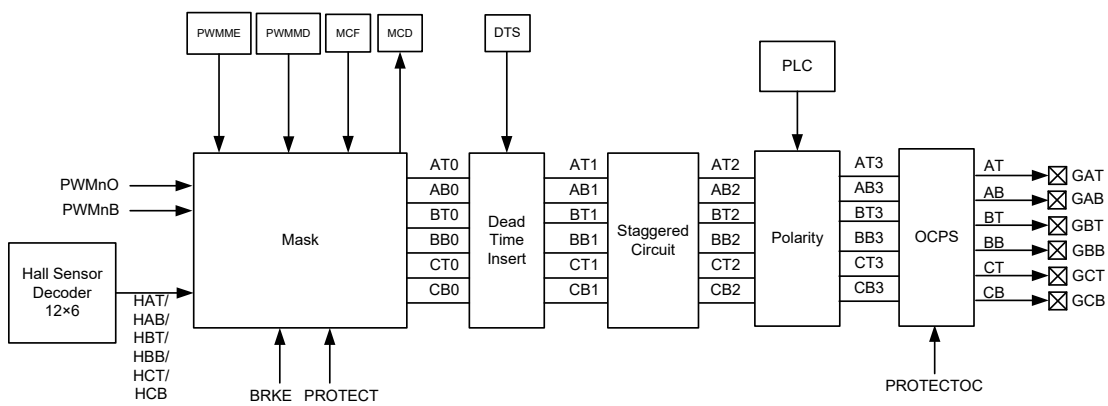 PWMME
PWMMD
MCF
MCD
DTS
PLC
PWMnO
PWMnB
Hall Sensor
Decoder
12×6
HAT/
HAB/
HBT/
HBB/
HCT/
HCB
Mask
BRKE
PROTECT
AT0
AB0
BT0
BB0
CT0
CB0
Dead
Time
Insert
AT1
AB1
BT1
BB1
CT1
CB1
Staggered
Circuit
AT2
AB2
BT2
BB2
CT2
CB2
Polarity
AT3
AB3
BT3
BB3
CT3
CB3
OCPS
PROTECTOC
AT
AB
BT
BB
CT
CB
GAT
GAB
GBT
GBB
GCT
GCB